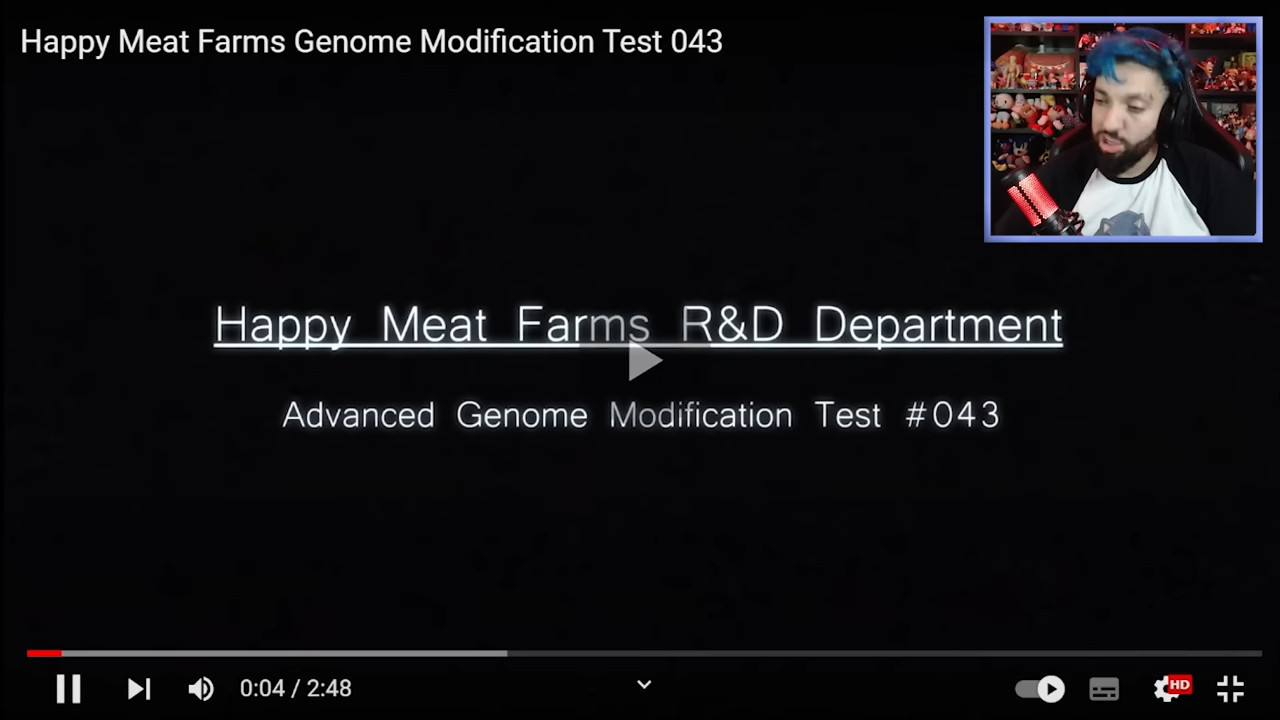 Happy Meat Farms Genome Modification Test 043
Happy Meat Farms R&D Department
Advanced Genome Modification Test #043
0:04 / 2:48
HD